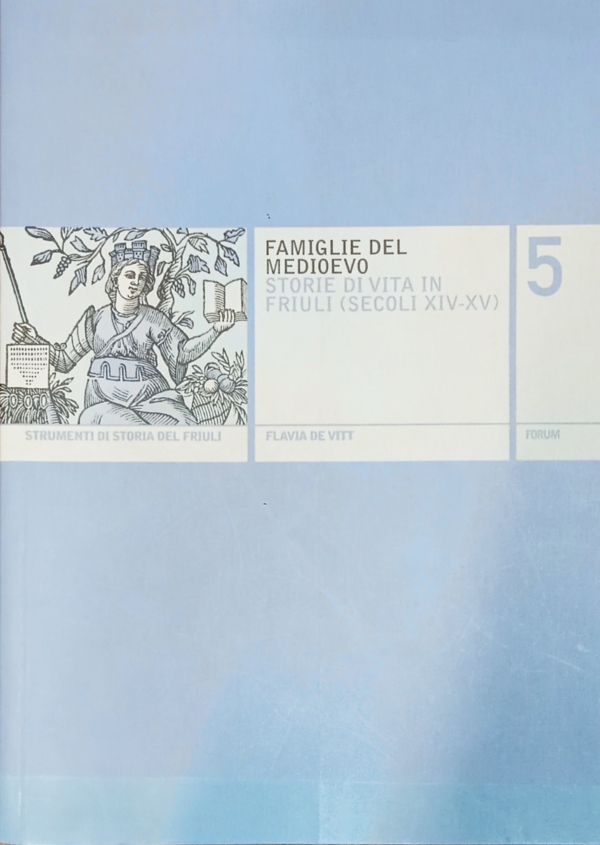 FAMIGLIE DEL
MEDIOEVO
STORIE DI VITA IN
FRIULI (SECOLI XIV-XV)
5
STRUMENTI DI STORIA DEL FRIULI
FLAVIA DE VITT
FORUM